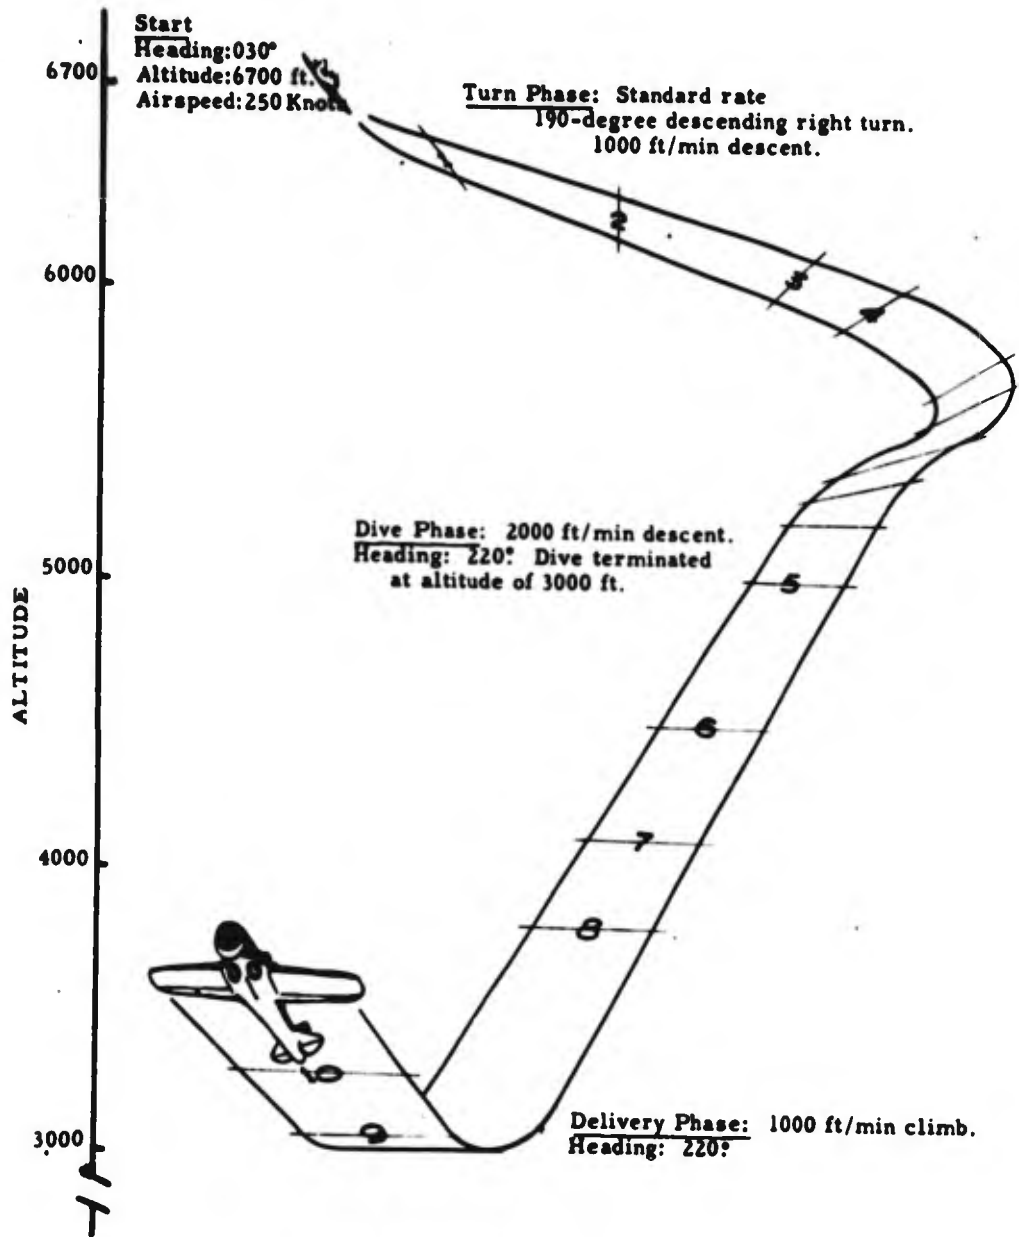 Start
Heading:030°
Altitude:6700 ft.
Airspeed:250 Knots
6700
Turn Phase: Standard rate
190-degree descending right turn.
1000 ft/min descent.
1
2
6000
3
4
Dive Phase: 2000 ft/min descent.
Heading: 220° Dive terminated
at altitude of 3000 ft.
5000
5
ALTITUDE
6
7
4000
8
10
9
3000
Delivery Phase: 1000 ft/min climb.
Heading: 220°